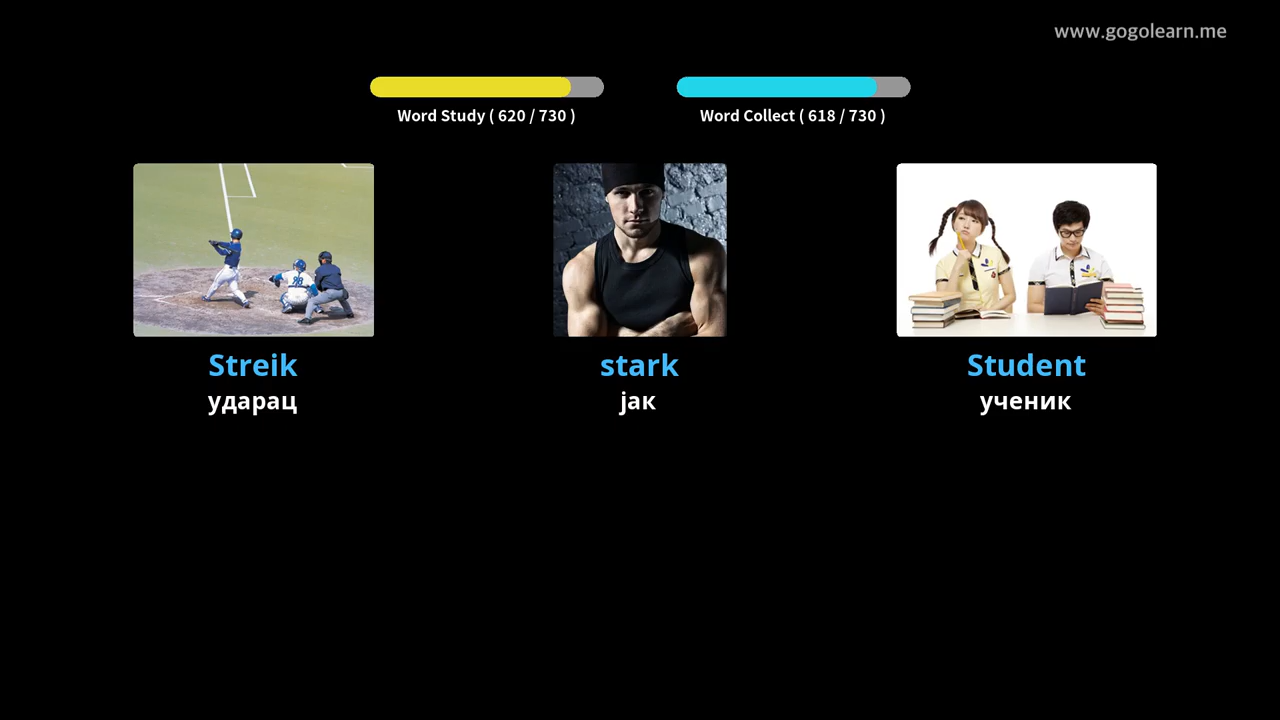 www.gogolearn.me
Word Study ( 620 / 730 )
Word Collect ( 618 / 730 )
Streik
stark
Student
ударац
јак
ученик